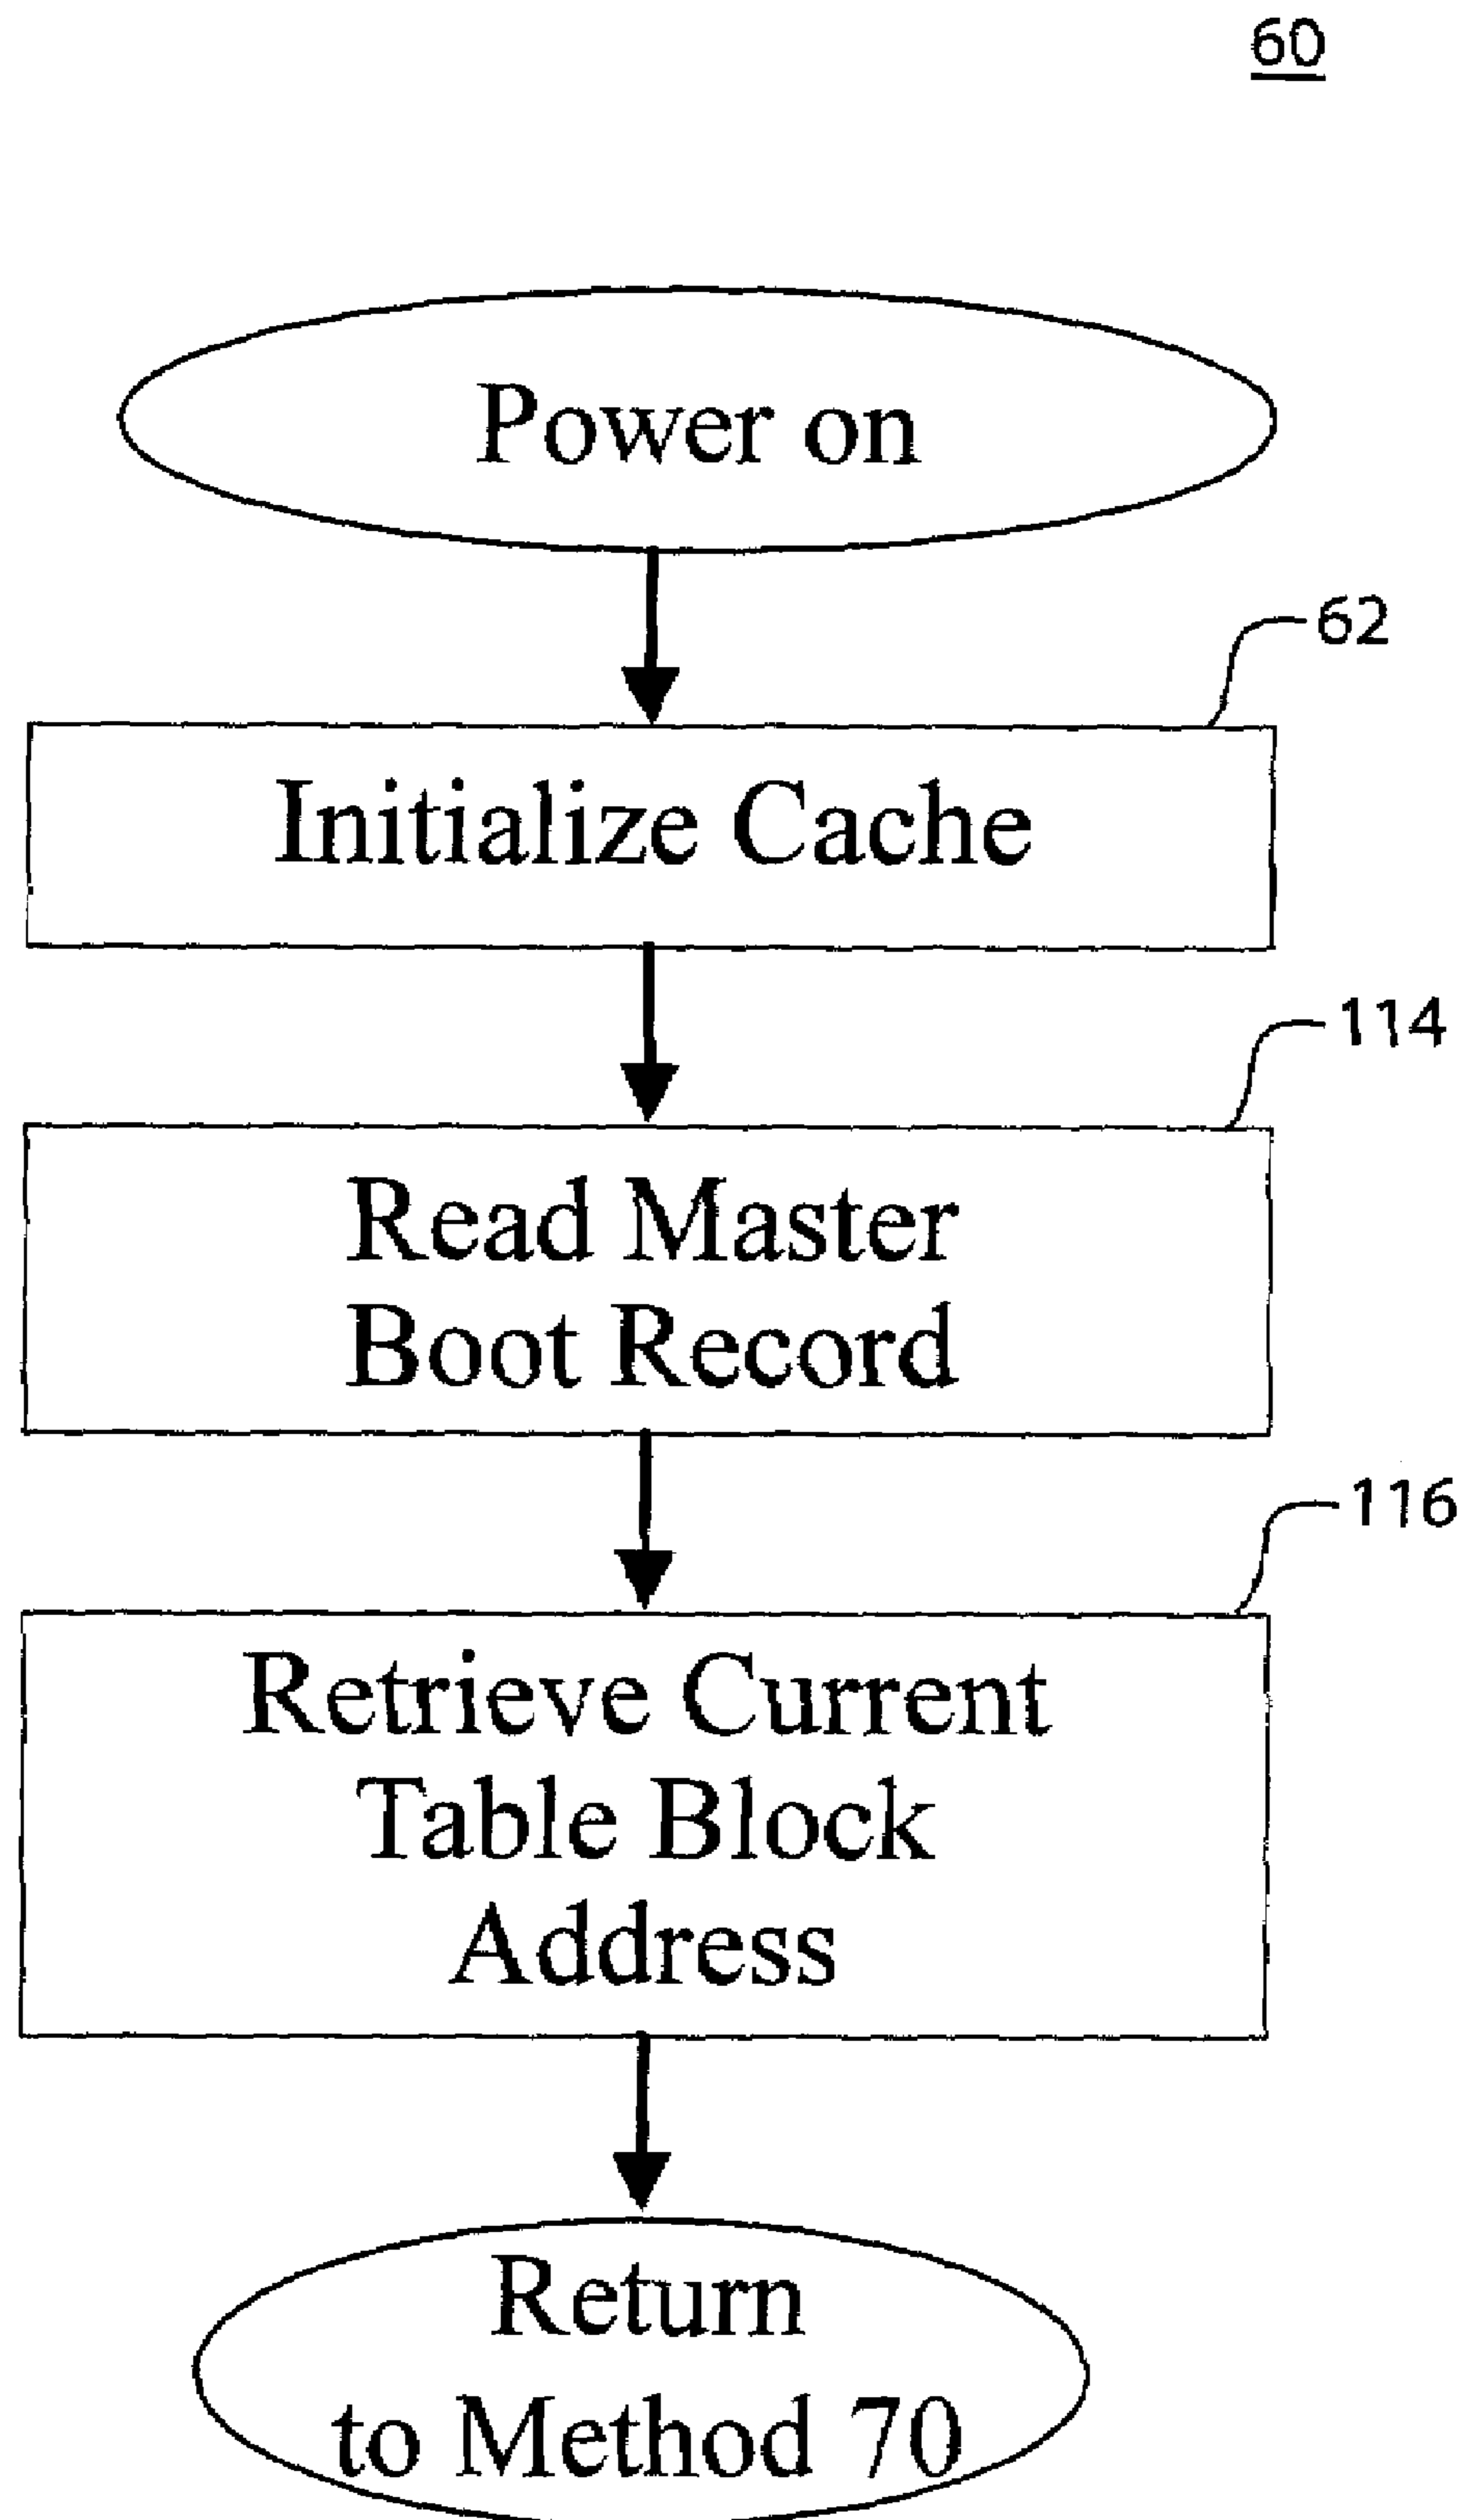 60
Power on
62
Initialize Cache
114
Read Master
Boot Record
116
Retrieve Current
Table Block
Address
Return
to Method 70